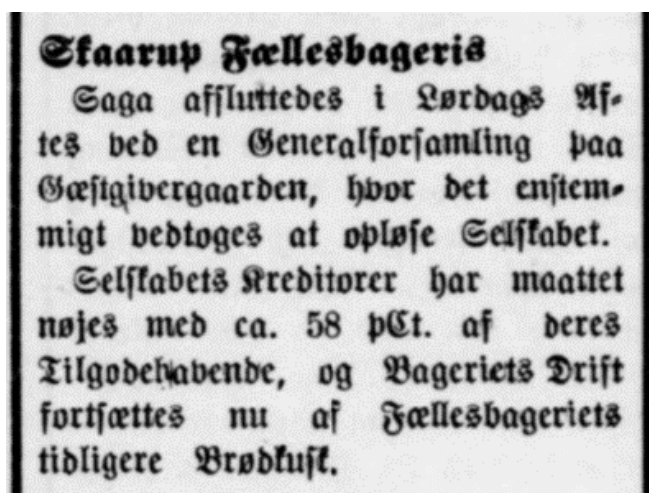 Skaarup Fællesbageris
Saga affluttedes i Lørdags Af-
tes ved en Generalforsamling paa
Gæstgivergaarden, hvor det enstem-
migt vedtoges at opløse Selskabet.
Selskabets Kreditorer har maattet
nøjes med ca. 58 pCt. af deres
Tilgodehavende, og Bageriets Drift
fortsættes nu af Fællesbageriets
tidligere Brødkusk.